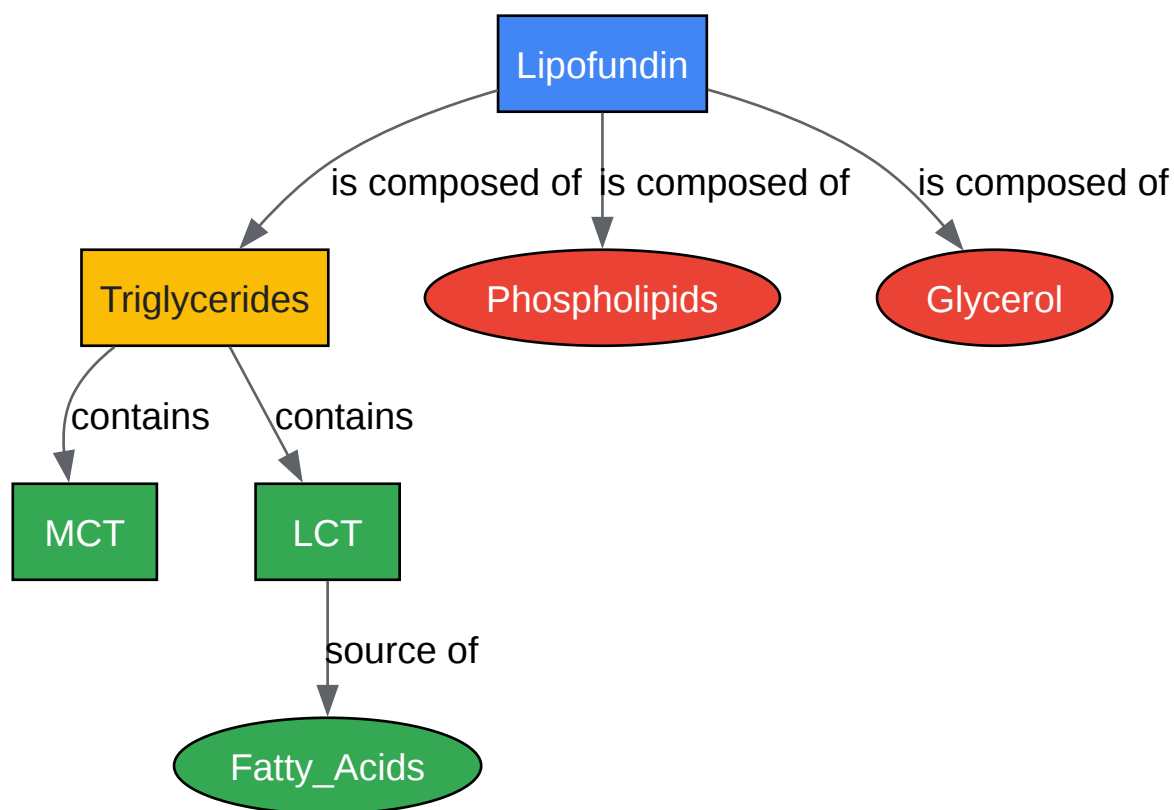 Lipofundin
is composed of
is composed of
is composed of
Triglycerides
Phospholipids
Glycerol
contains
contains
MCT
LCT
source of
Fatty_Acids